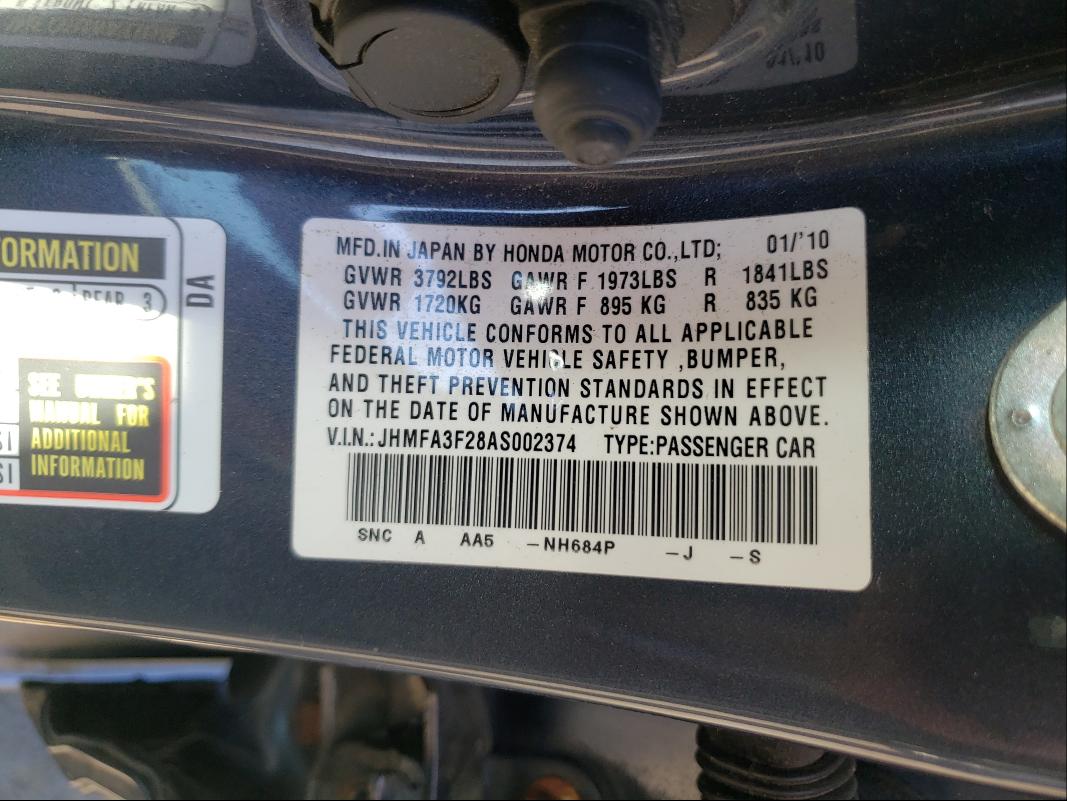 FORMATION
REAR 3
DA
SEE OWNER'S
MANUAL FOR
ADDITIONAL
INFORMATION
MFD.IN JAPAN BY HONDA MOTOR CO.,LTD; 01/'10
GVWR 3792LBS GAWR F 1973LBS R 1841LBS
GVWR 1720KG GAWR F 895 KG R 835 KG
THIS VEHICLE CONFORMS TO ALL APPLICABLE
FEDERAL MOTOR VEHICLE SAFETY ,BUMPER,
AND THEFT PREVENTION STANDARDS IN EFFECT
ON THE DATE OF MANUFACTURE SHOWN ABOVE.
V.I.N.: JHMFA3F28AS002374 TYPE:PASSENGER CAR
SNC A AA5 -NH684P -J -S